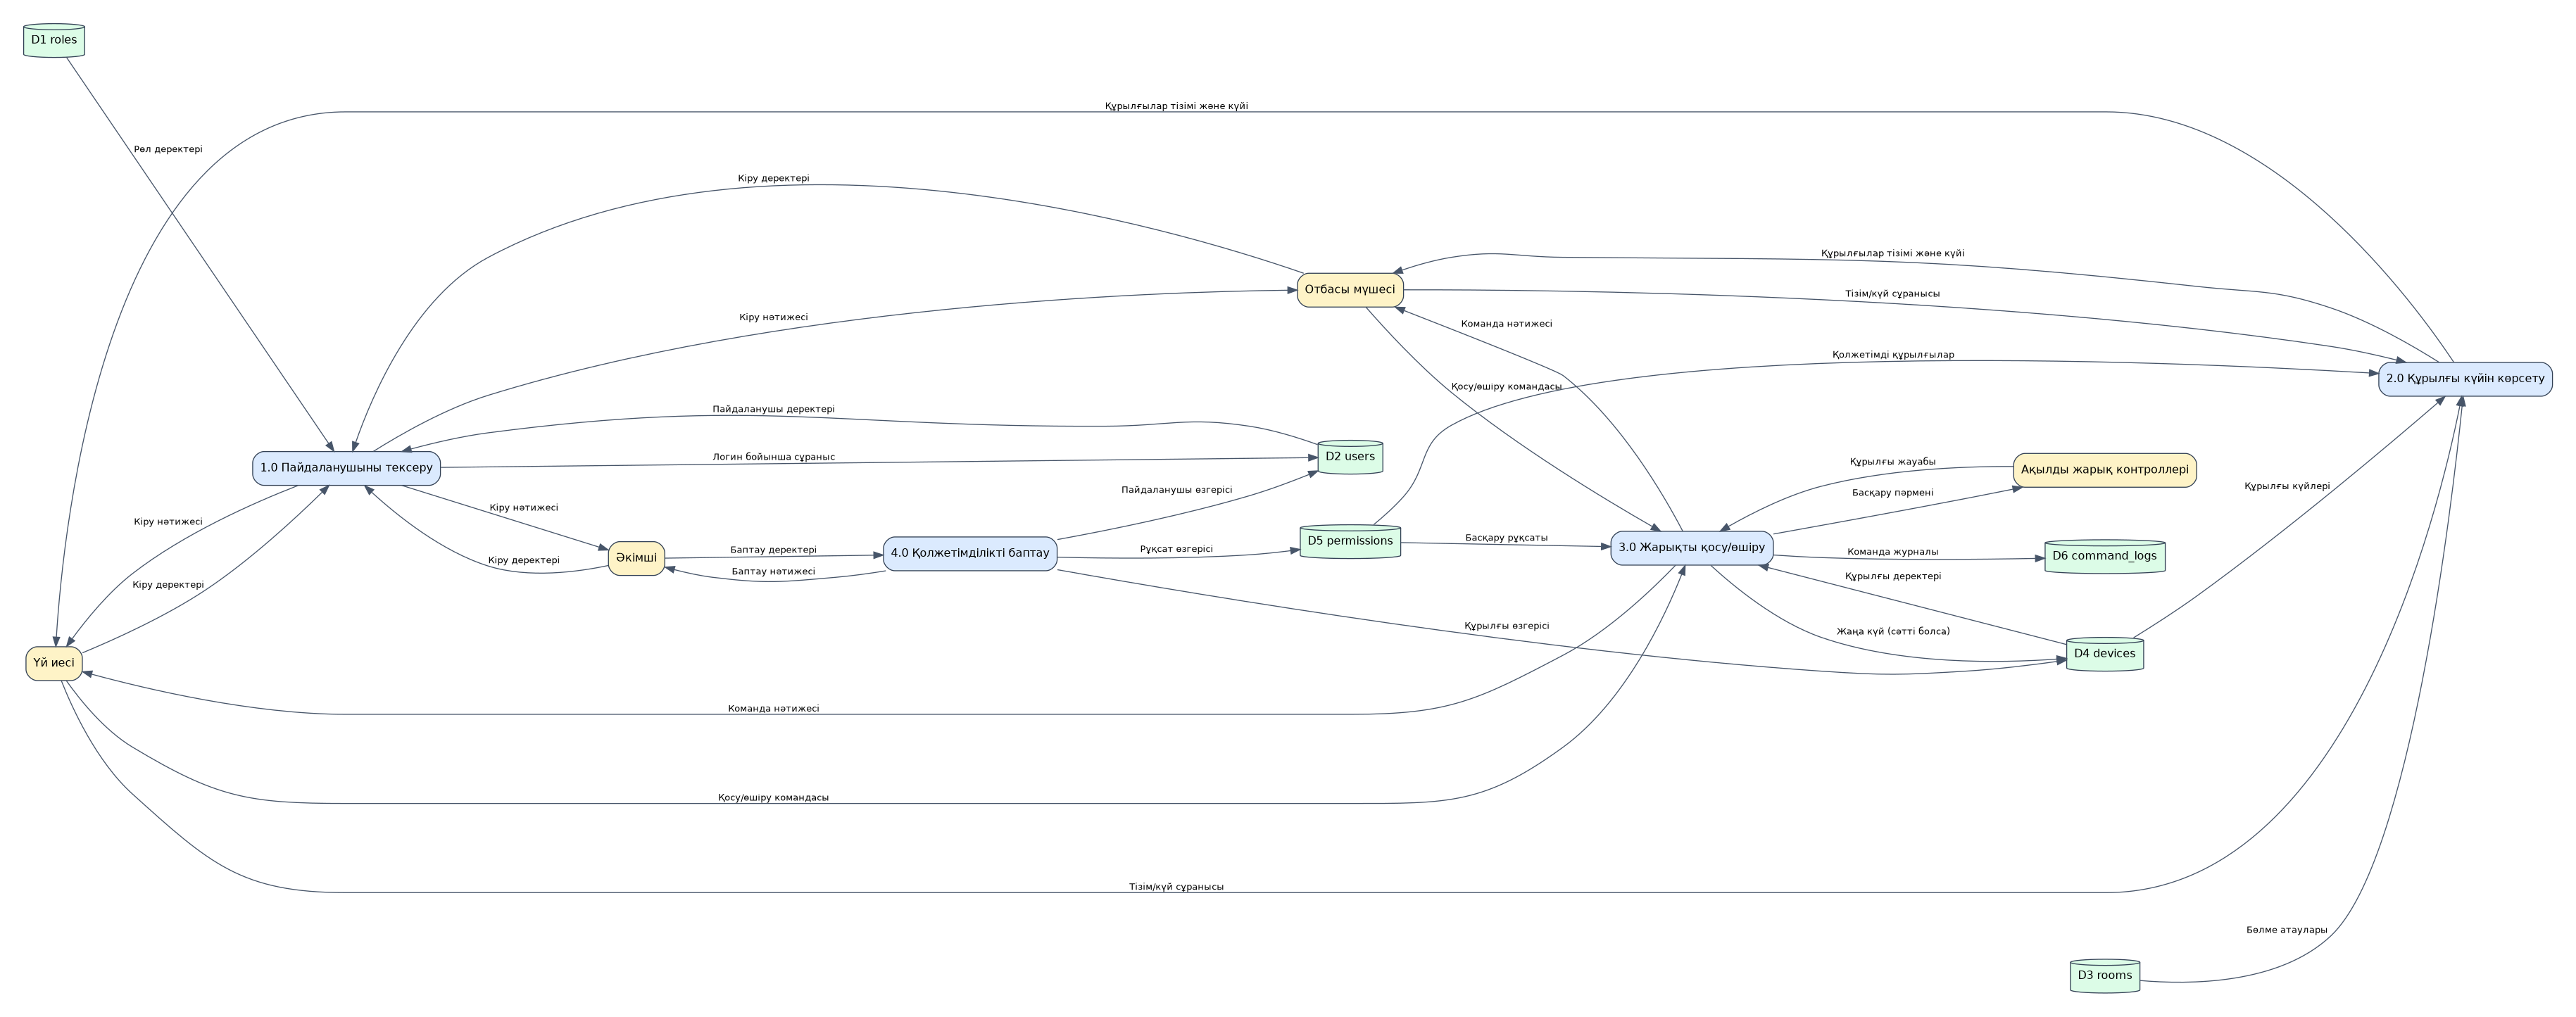 D1 roles
Құрылғылар тізімі және күйі
Рөл деректері
Кіру деректері
Құрылғылар тізімі және күйі
Отбасы мүшесі
Тізім/күй сұранысы
Кіру нәтижесі
Команда нәтижесі
Қолжетімді құрылғылар
2.0 Құрылғы күйін көрсету
Қосу/өшіру командасы
Пайдаланушы деректері
1.0 Пайдаланушыны тексеру
Логин бойынша сұраныс
D2 users
Құрылғы жауабы
Ақылды жарық контроллері
Құрылғы күйлері
Пайдаланушы өзгерісі
Басқару пәрмені
Кіру нәтижесі
Кіру нәтижесі
D5 permissions
Басқару рұқсаты
3.0 Жарықты қосу/өшіру
Әкімші
Баптау деректері
4.0 Қолжетімділікті баптау
Рұқсат өзгерісі
Команда журналы
D6 command_logs
Кіру деректері
Баптау нәтижесі
Құрылғы деректері
Кіру деректері
Құрылғы өзгерісі
Жаңа күй (сәтті болса)
D4 devices
Үй иесі
Команда нәтижесі
Қосу/өшіру командасы
Тізім/күй сұранысы
Бөлме атаулары
D3 rooms